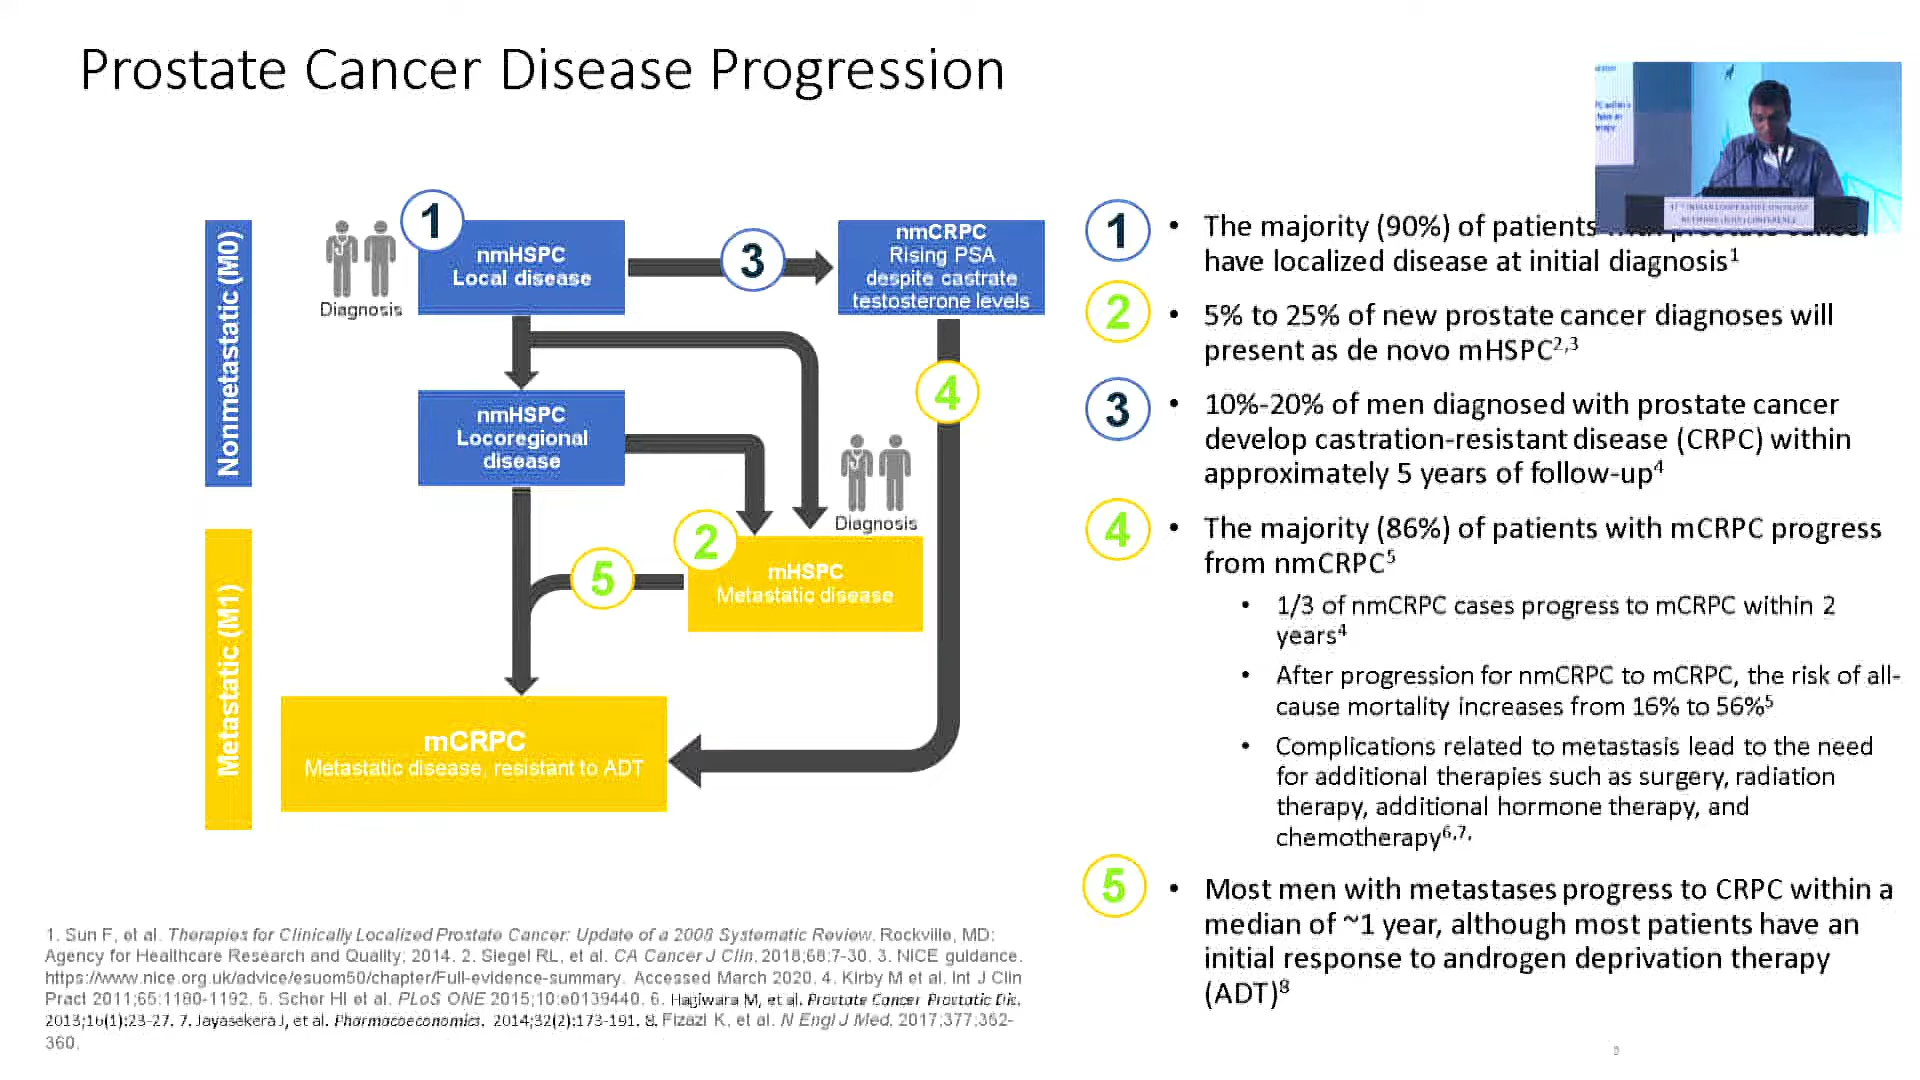 Prostate Cancer Disease Progression
Nonmetastatic (M0)
Metastatic (M1)
Diagnosis
1
nmHSPC
Local disease
3
nmCRPC
Rising PSA
despite castrate
testosterone levels
nmHSPC
Locoregional
disease
4
Diagnosis
2
mHSPC
Metastatic disease
5
mCRPC
Metastatic disease, resistant to ADT
1 • The majority (90%) of patients with prostate cancer
have localized disease at initial diagnosis1
2 • 5% to 25% of new prostate cancer diagnoses will
present as de novo mHSPC2,3
3 • 10%-20% of men diagnosed with prostate cancer
develop castration-resistant disease (CRPC) within
approximately 5 years of follow-up4
4 • The majority (86%) of patients with mCRPC progress
from nmCRPC5
• 1/3 of nmCRPC cases progress to mCRPC within 2
years4
• After progression for nmCRPC to mCRPC, the risk of all-
cause mortality increases from 16% to 56%5
• Complications related to metastasis lead to the need
for additional therapies such as surgery, radiation
therapy, additional hormone therapy, and
chemotherapy6,7,
5 • Most men with metastases progress to CRPC within a
median of ~1 year, although most patients have an
initial response to androgen deprivation therapy
(ADT)8
1. Sun F, et al. Therapies for Clinically Localized Prostate Cancer: Update of a 2008 Systematic Review. Rockville, MD:
Agency for Healthcare Research and Quality; 2014. 2. Siegel RL, et al. CA Cancer J Clin. 2018;68:7-30. 3. NICE guidance.
https://www.nice.org.uk/advice/esuom50/chapter/Full-evidence-summary. Accessed March 2020. 4. Kirby M et al. Int J Clin
Pract 2011;65:1180-1192. 5. Scher HI et al. PLoS ONE 2015;10:e0139440. 6. Hagiwara M, et al. Prostate Cancer Prostatic Dis.
2013;16(1):23-27. 7. Jayasekera J, et al. Pharmacoeconomics. 2014;32(2):173-191. 8. Fizazi K, et al. N Engl J Med. 2017;377:352-
360.